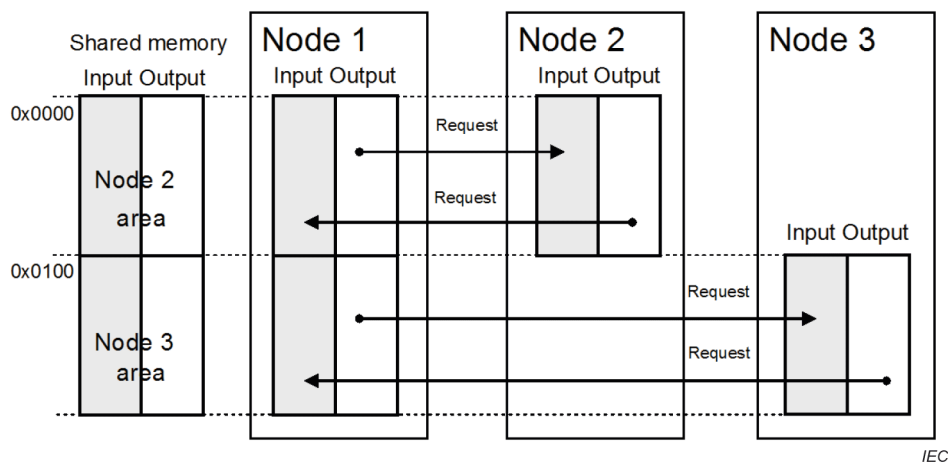 Node 1
Node 2
Node 3
Shared memory
Input Output
Input Output
Input Output
0x0000
Request
Node 2
area
Request
Input Output
0x0100
Request
Node 3
area
Request
IEC